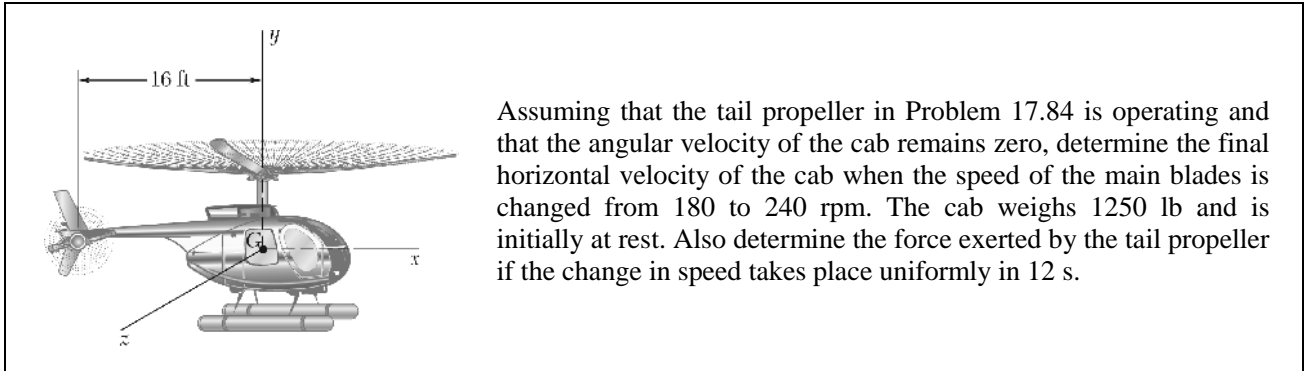 y
16 ft
Assuming that the tail propeller in Problem 17.84 is operating and
that the angular velocity of the cab remains zero, determine the final
horizontal velocity of the cab when the speed of the main blades is
changed from 180 to 240 rpm. The cab weighs 1250 lb and is
initially at rest. Also determine the force exerted by the tail propeller
if the change in speed takes place uniformly in 12 s.
G
x
z